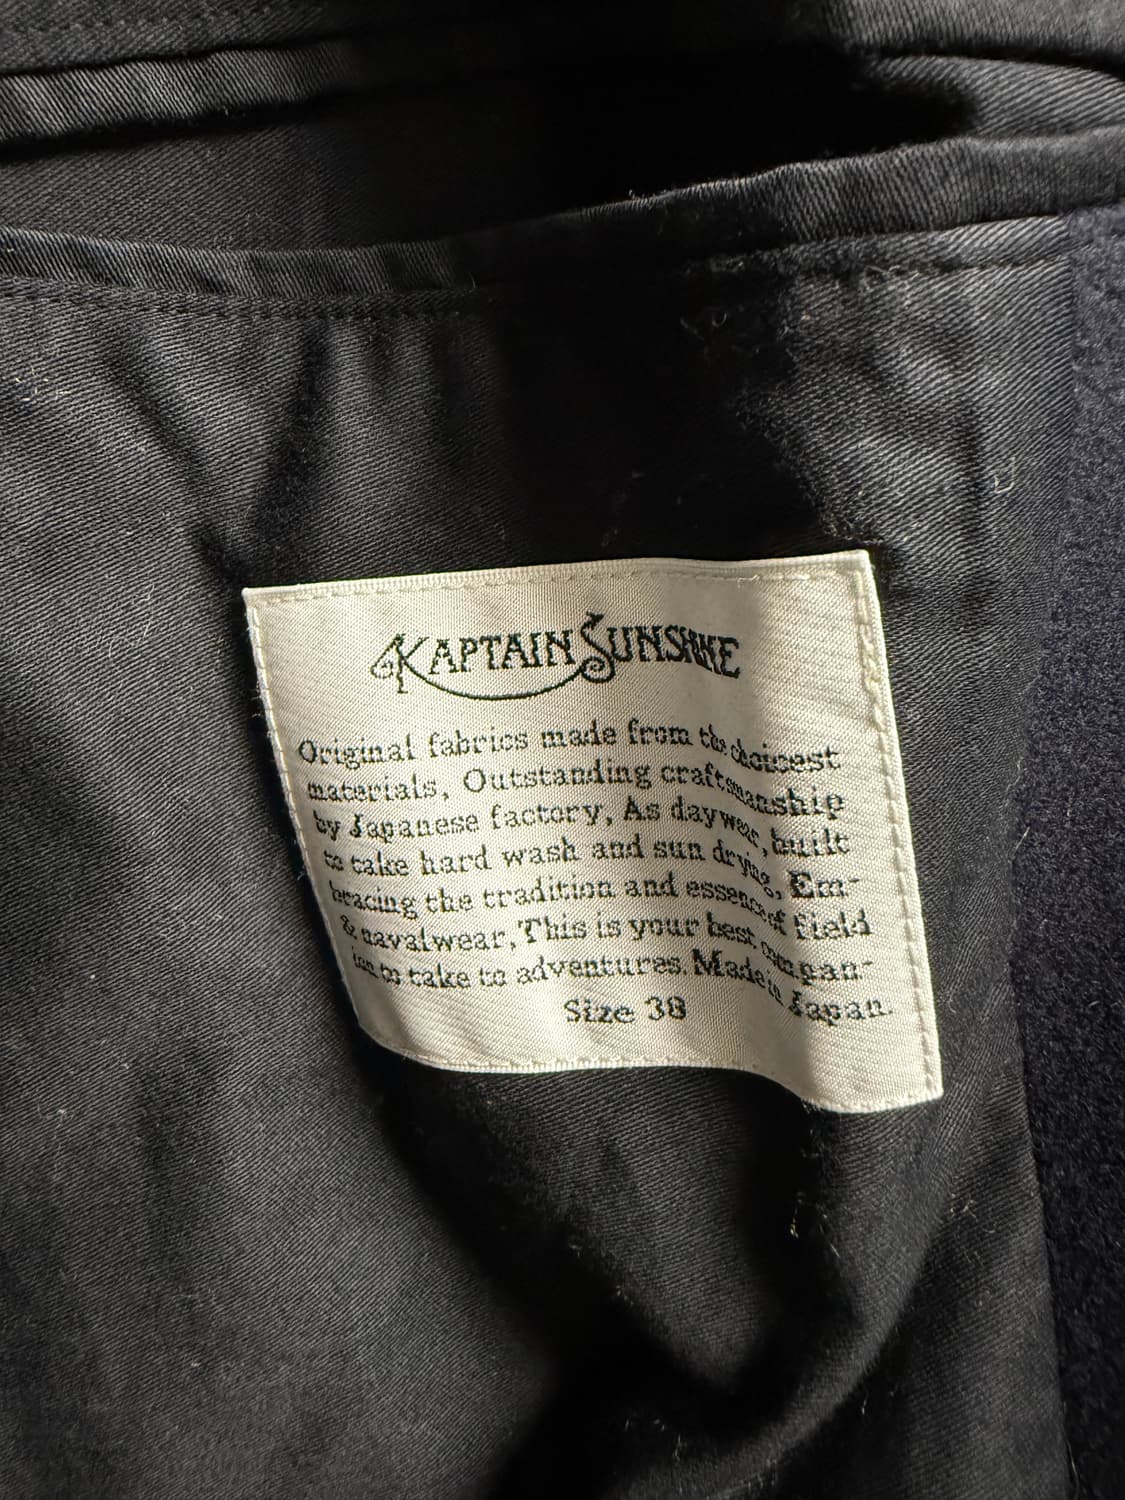 KAPTAIN SUNSHINE
Original fabrics made from the choicest
materials, Outstanding craftsmanship
by Japanese factory, As daywear, built
to take hard wash and sun drying, Em-
bracing the tradition and essence of field
& navalwear, This is your best compan-
ion to take to adventures. Made in Japan.
Size 38